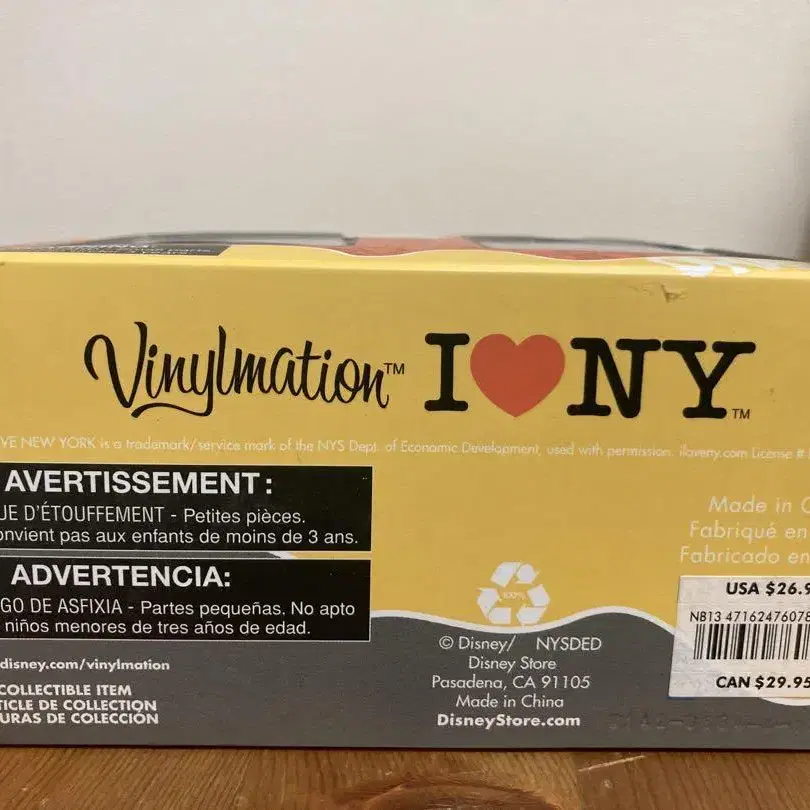 Vinylmation™ I ❤ NY™
VE NEW YORK is a trademark/service mark of the NYS Dept. of Economic Development, used with permission. iloveny.com License #
AVERTISSEMENT :
UE D'ÉTOUFFEMENT - Petites pièces.
onvient pas aux enfants de moins de 3 ans.
ADVERTENCIA:
GO DE ASFIXIA - Partes pequeñas. No apto
niños menores de tres años de edad.
disney.com/vinylmation
COLLECTIBLE ITEM
TICLE DE COLLECTION
URAS DE COLECCIÓN
100%
© Disney/ NYSDED
Disney Store
Pasadena, CA 91105
Made in China
DisneyStore.com
Made in C
Fabriqué en
Fabricado en
USA $26.9
NB13 47162476078
CAN $29.95